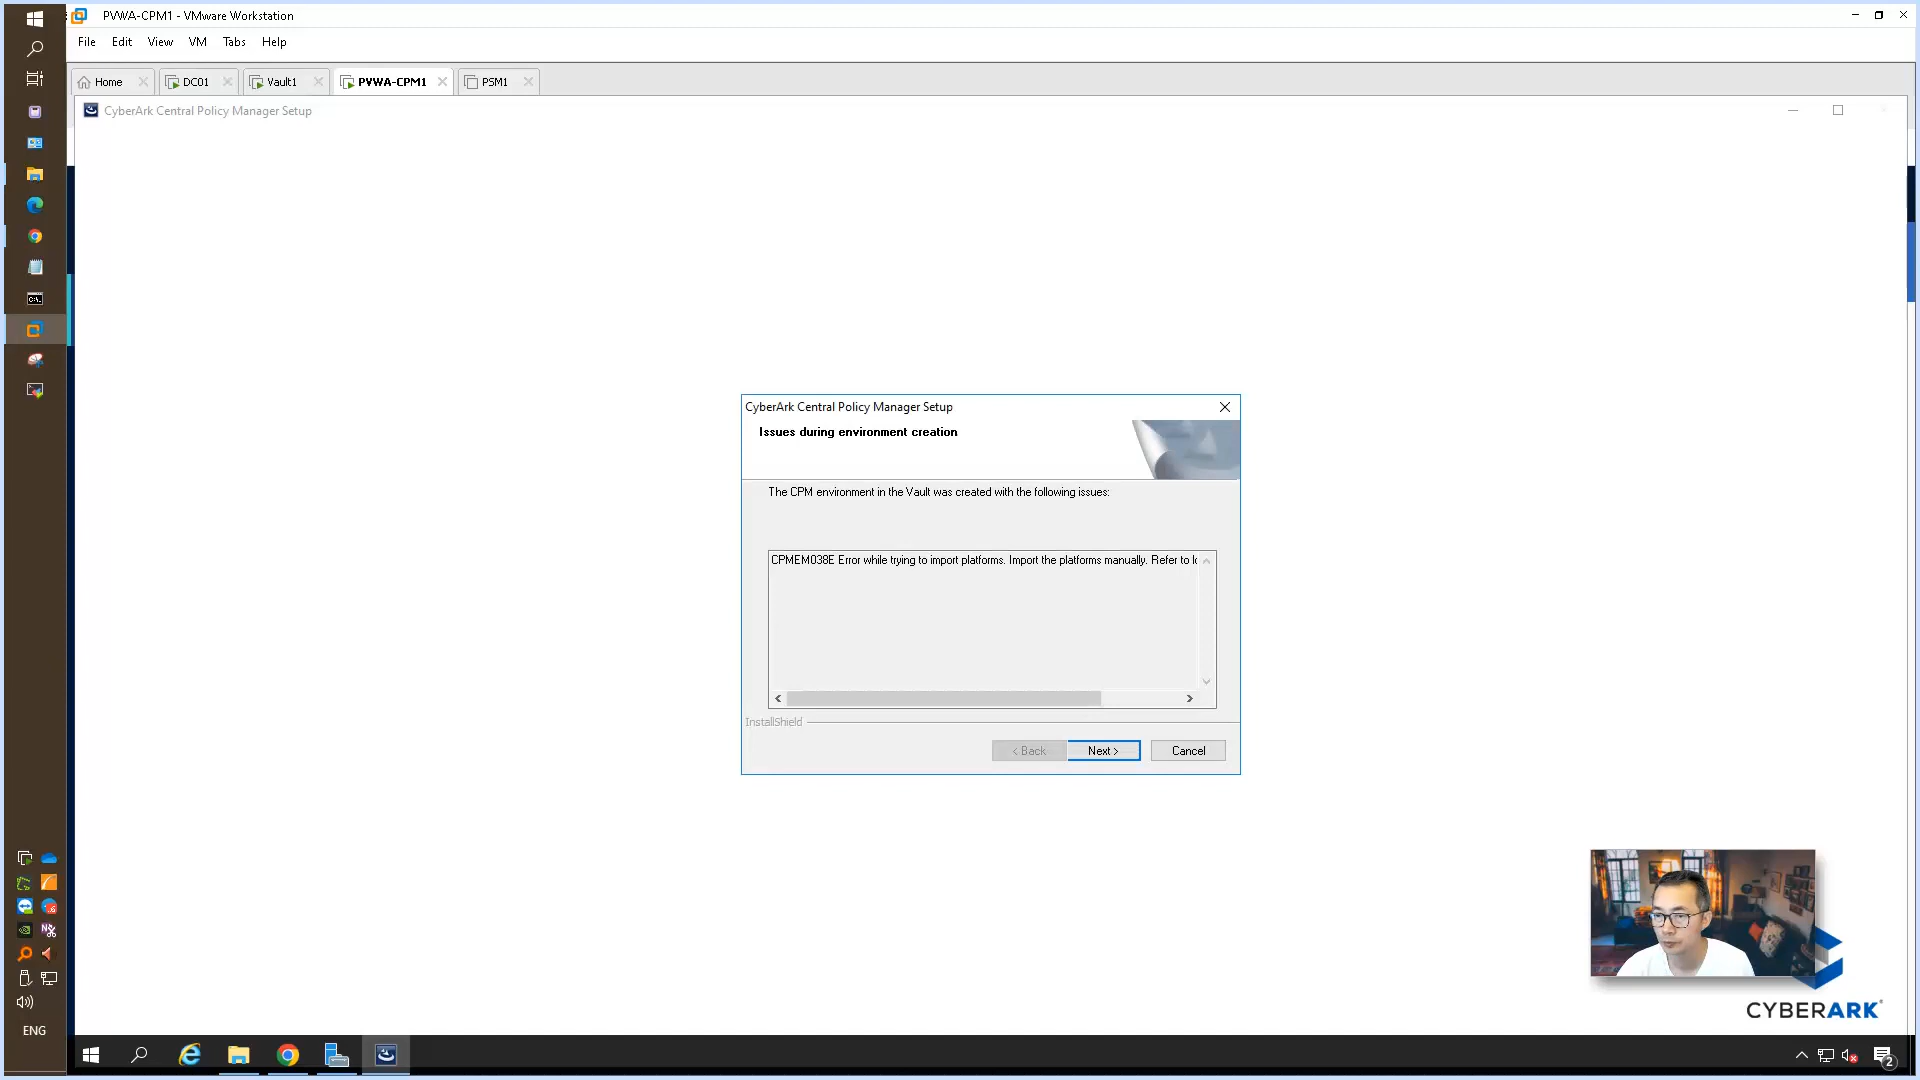 PVWA-CPM1 - VMware Workstation
File Edit View VM Tabs Help
Home DC01 Vault1 PVWA-CPM1 PSM1
CyberArk Central Policy Manager Setup
CyberArk Central Policy Manager Setup
Issues during environment creation
The CPM environment in the Vault was created with the following issues:
CPMEM038E Error while trying to import platforms. Import the platforms manually. Refer to lo
InstallShield
< Back Next > Cancel
CYBERARK
ENG
2